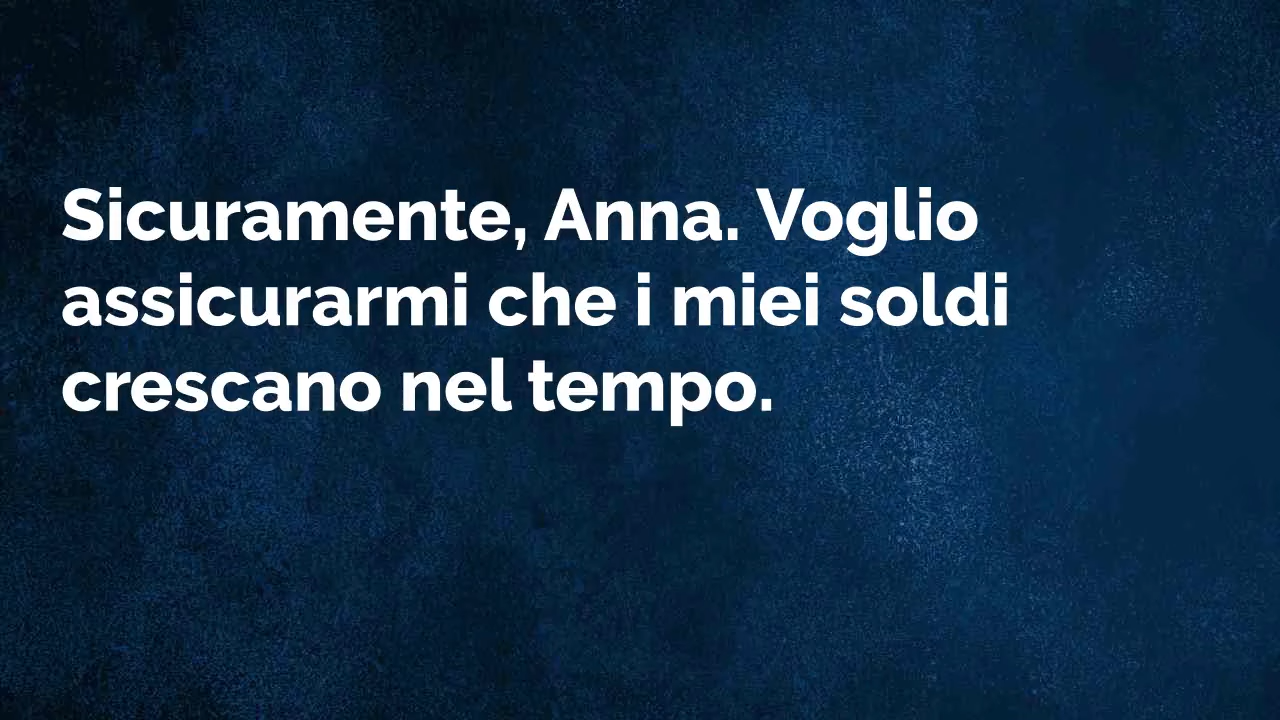 Sicuramente, Anna. Voglio
assicurarmi che i miei soldi
crescano nel tempo.